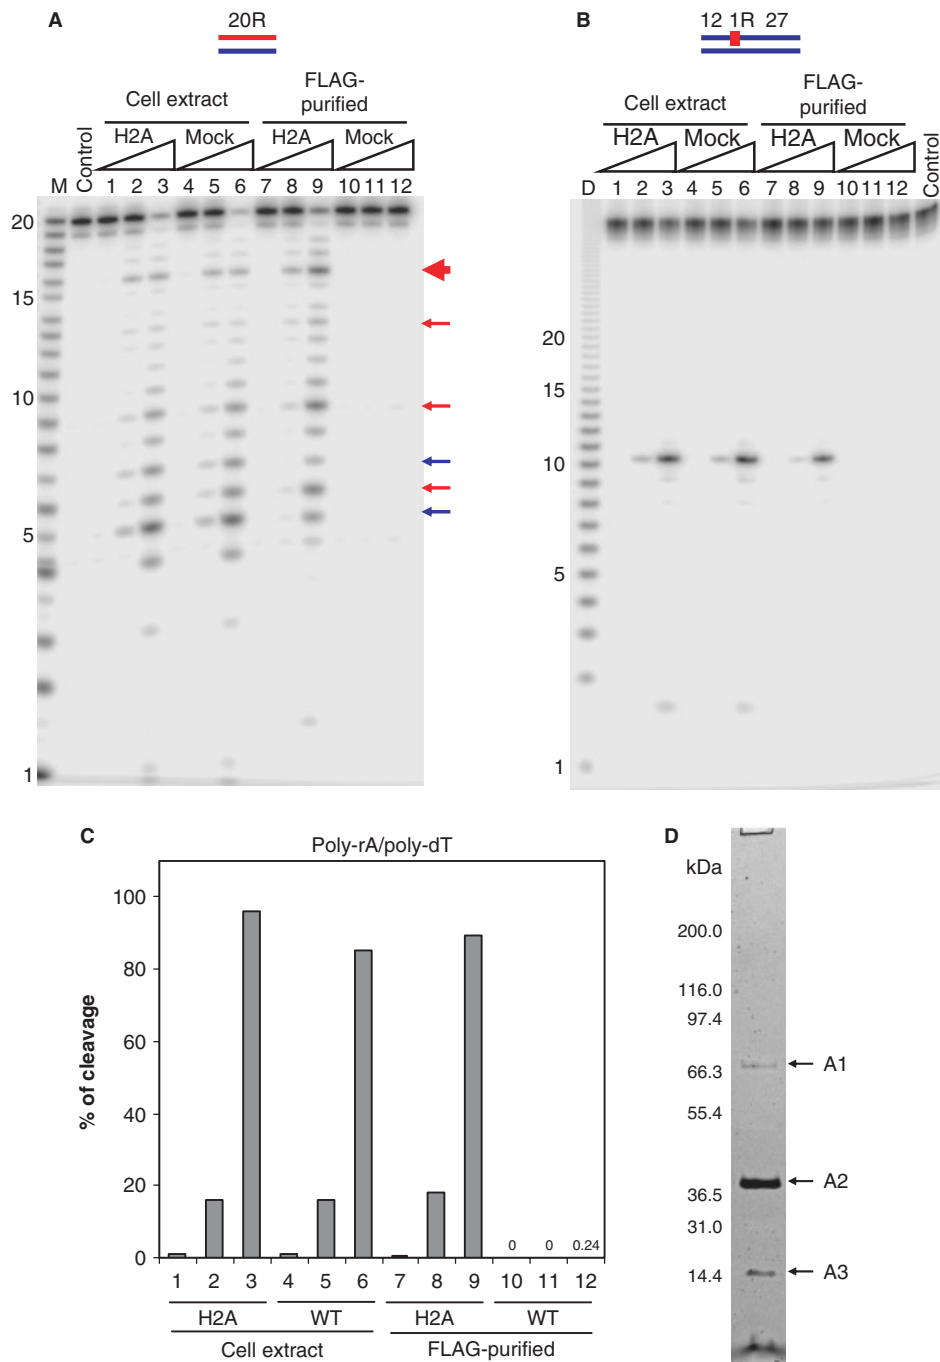 A
20R
Cell extract
FLAG-
purified
H2A
Mock
H2A
Mock
M Control 1 2 3 4 5 6 7 8 9 10 11 12
20
15
10
5
1
B
12 1R 27
Cell extract
FLAG-
purified
H2A
Mock
H2A
Mock
D 1 2 3 4 5 6 7 8 9 10 11 12 Control
20
15
10
5
1
C
Poly-rA/poly-dT
% of cleavage
100
80
60
40
20
0
0 0 0.24
1 2 3 4 5 6 7 8 9 10 11 12
H2A WT H2A WT
Cell extract FLAG-purified
D
kDa
200.0
116.0
97.4
66.3
55.4
36.5
31.0
14.4
A1
A2
A3